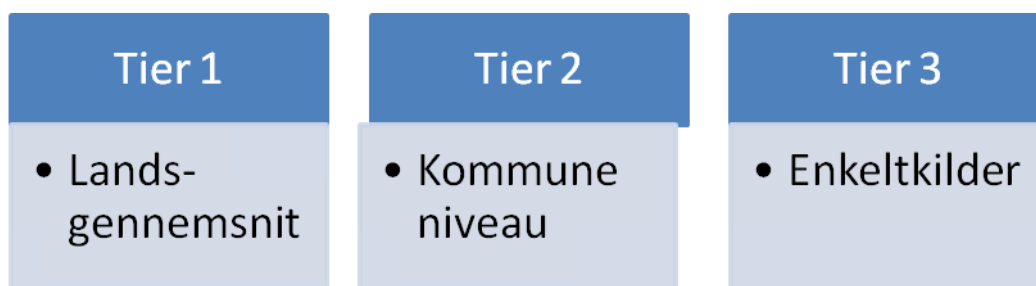 Tier 1
• Lands-
gennemsnit
Tier 2
• Kommune
niveau
Tier 3
• Enkeltkilder